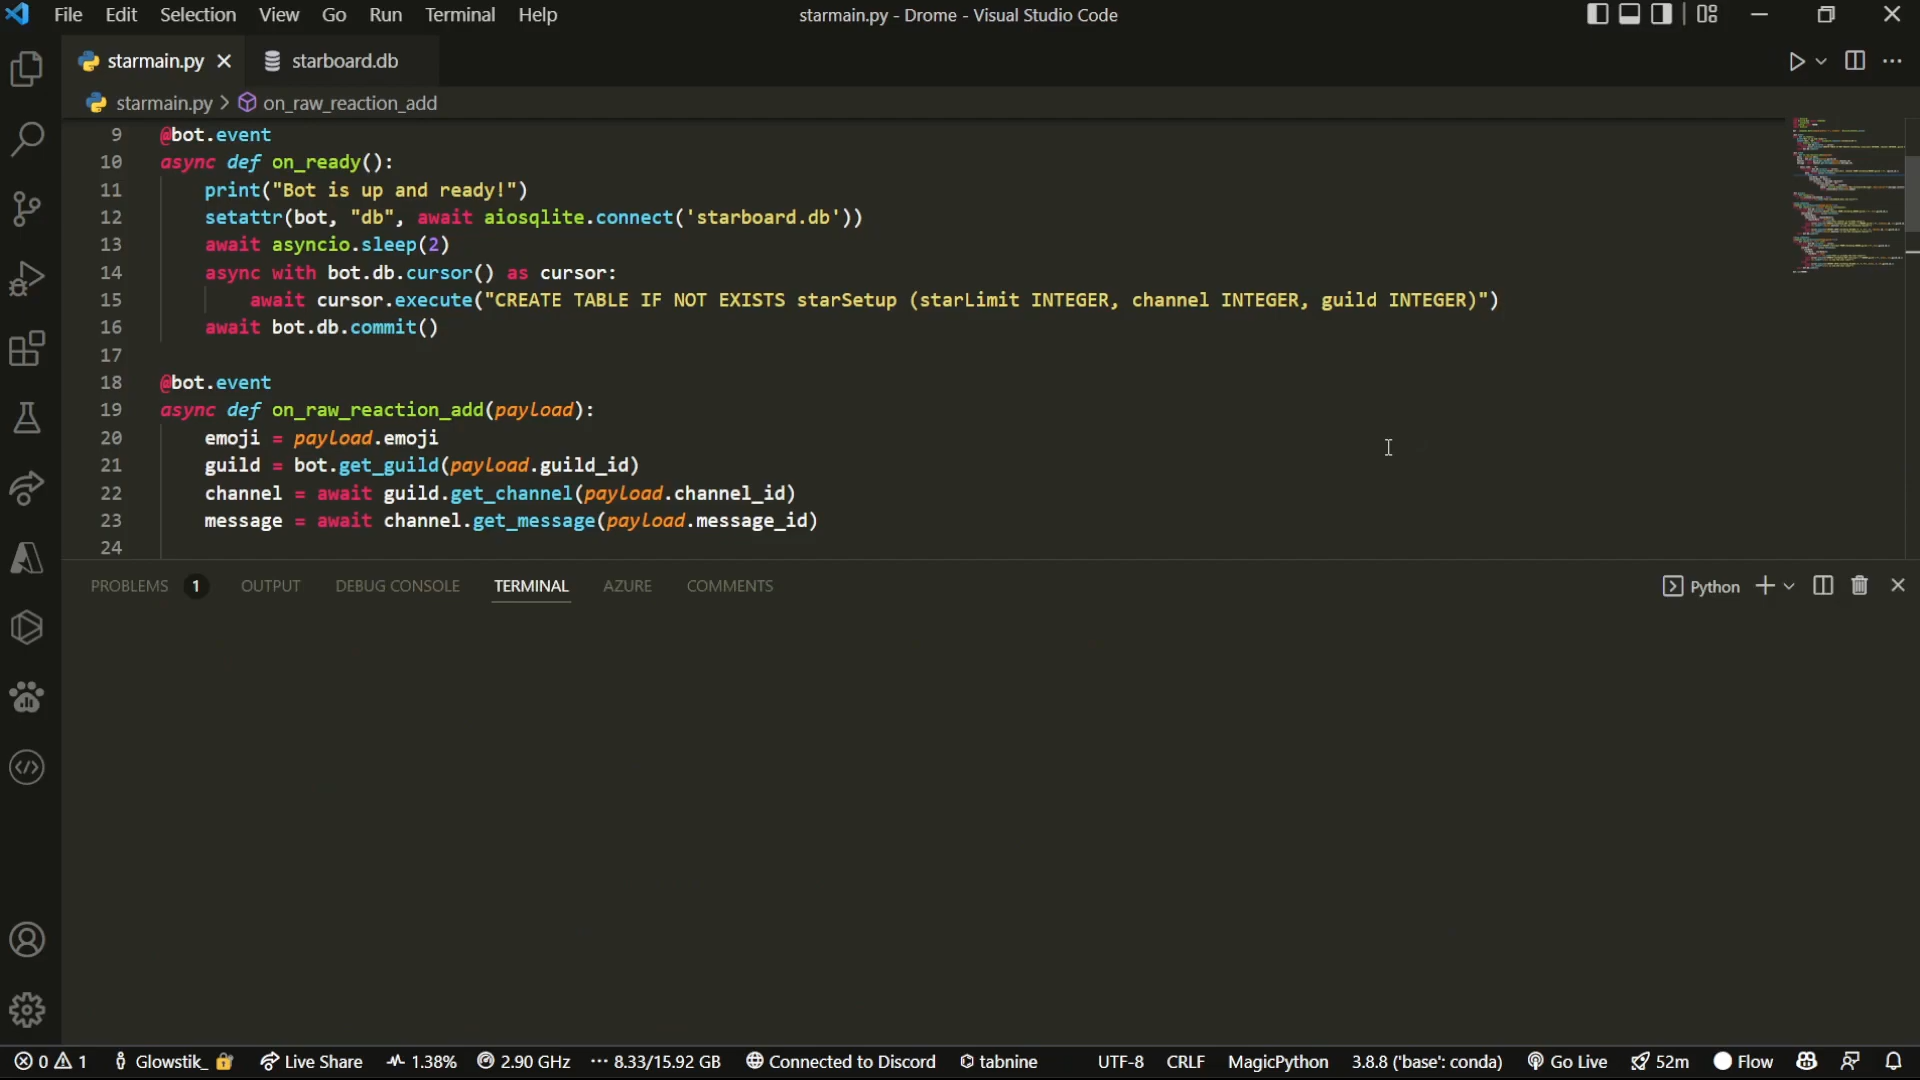 File Edit Selection View Go Run Terminal Help starmain.py - Drome - Visual Studio Code
starmain.py starboard.db
starmain.py > on_raw_reaction_add
9 @bot.event
10 async def on_ready():
11 print("Bot is up and ready!")
12 setattr(bot, "db", await aiosqlite.connect('starboard.db'))
13 await asyncio.sleep(2)
14 async with bot.db.cursor() as cursor:
15 await cursor.execute("CREATE TABLE IF NOT EXISTS starSetup (starLimit INTEGER, channel INTEGER, guild INTEGER)")
16 await bot.db.commit()
17
18 @bot.event
19 async def on_raw_reaction_add(payload):
20 emoji = payload.emoji
21 guild = bot.get_guild(payload.guild_id)
22 channel = await guild.get_channel(payload.channel_id)
23 message = await channel.get_message(payload.message_id)
24
PROBLEMS 1 OUTPUT DEBUG CONSOLE TERMINAL AZURE COMMENTS Python
0 1 Glowstik_ Live Share 1.38% 2.90 GHz 8.33/15.92 GB Connected to Discord tabnine UTF-8 CRLF MagicPython 3.8.8 ('base': conda) Go Live 52m Flow